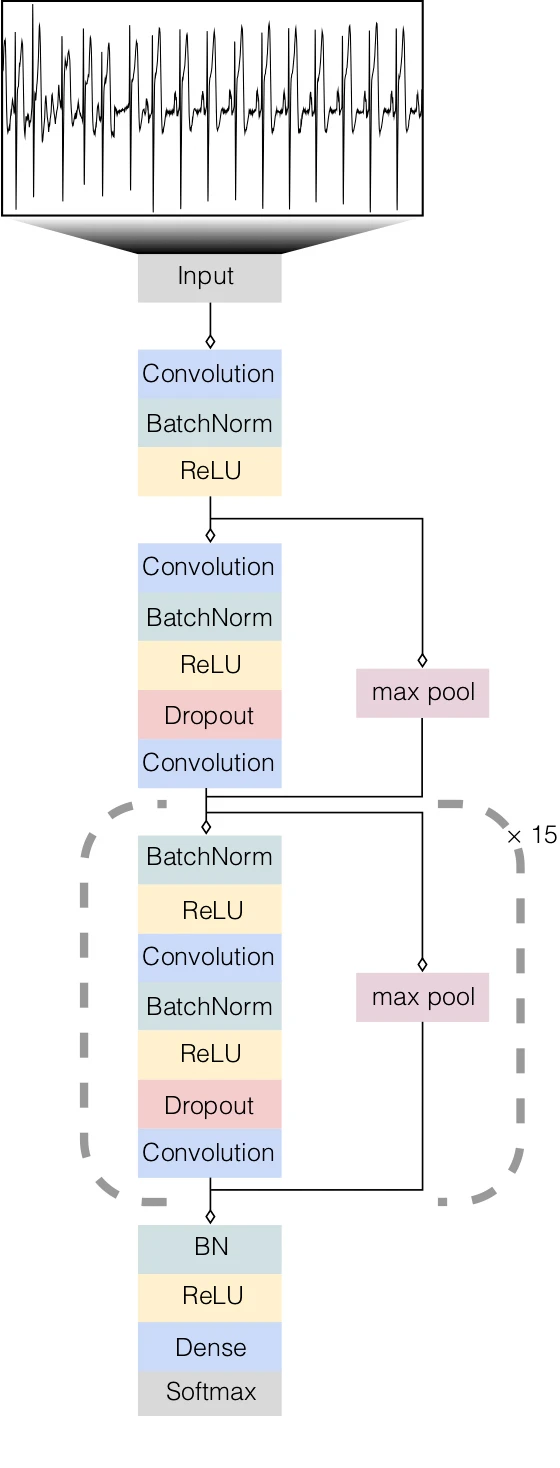 Input
Convolution
BatchNorm
ReLU
Convolution
BatchNorm
ReLU
Dropout
Convolution
max pool
× 15
BatchNorm
ReLU
Convolution
BatchNorm
ReLU
Dropout
Convolution
max pool
BN
ReLU
Dense
Softmax